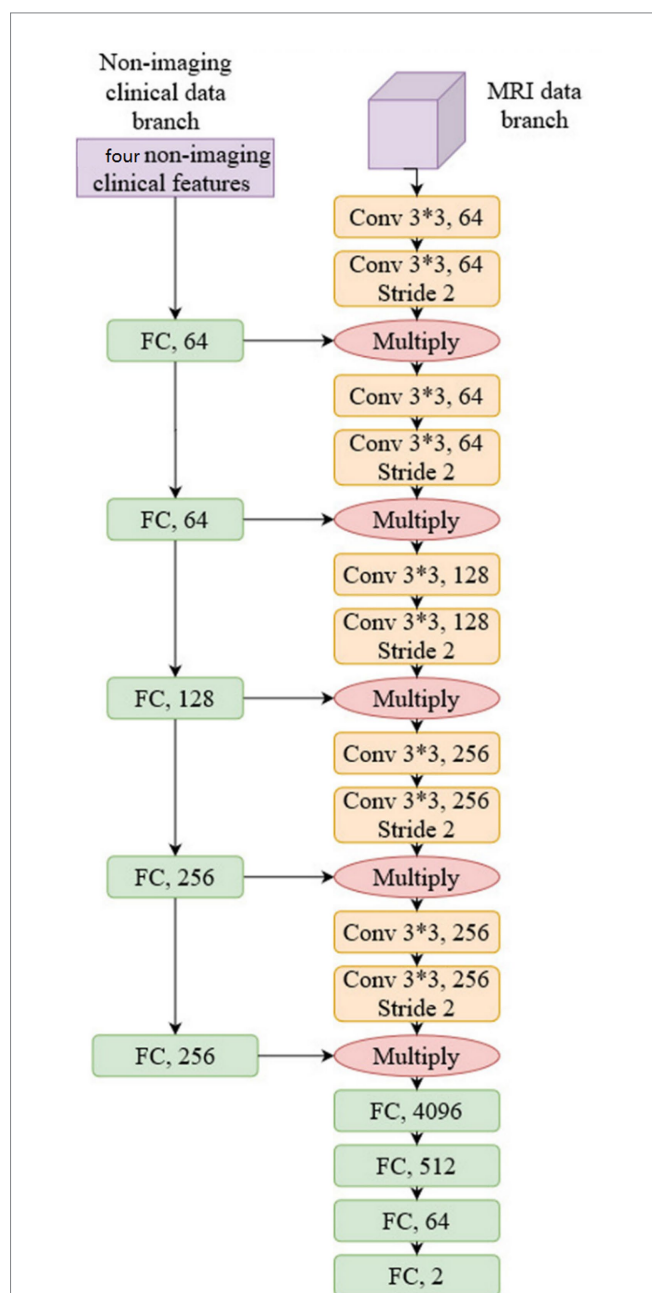 Non-imaging
clinical data
branch
four non-imaging
clinical features
MRI data
branch
Conv 3*3, 64
Conv 3*3, 64
Stride 2
FC, 64
Multiply
Conv 3*3, 64
Conv 3*3, 64
Stride 2
FC, 64
Multiply
Conv 3*3, 128
Conv 3*3, 128
Stride 2
FC, 128
Multiply
Conv 3*3, 256
Conv 3*3, 256
Stride 2
FC, 256
Multiply
Conv 3*3, 256
Conv 3*3, 256
Stride 2
FC, 256
Multiply
FC, 4096
FC, 512
FC, 64
FC, 2